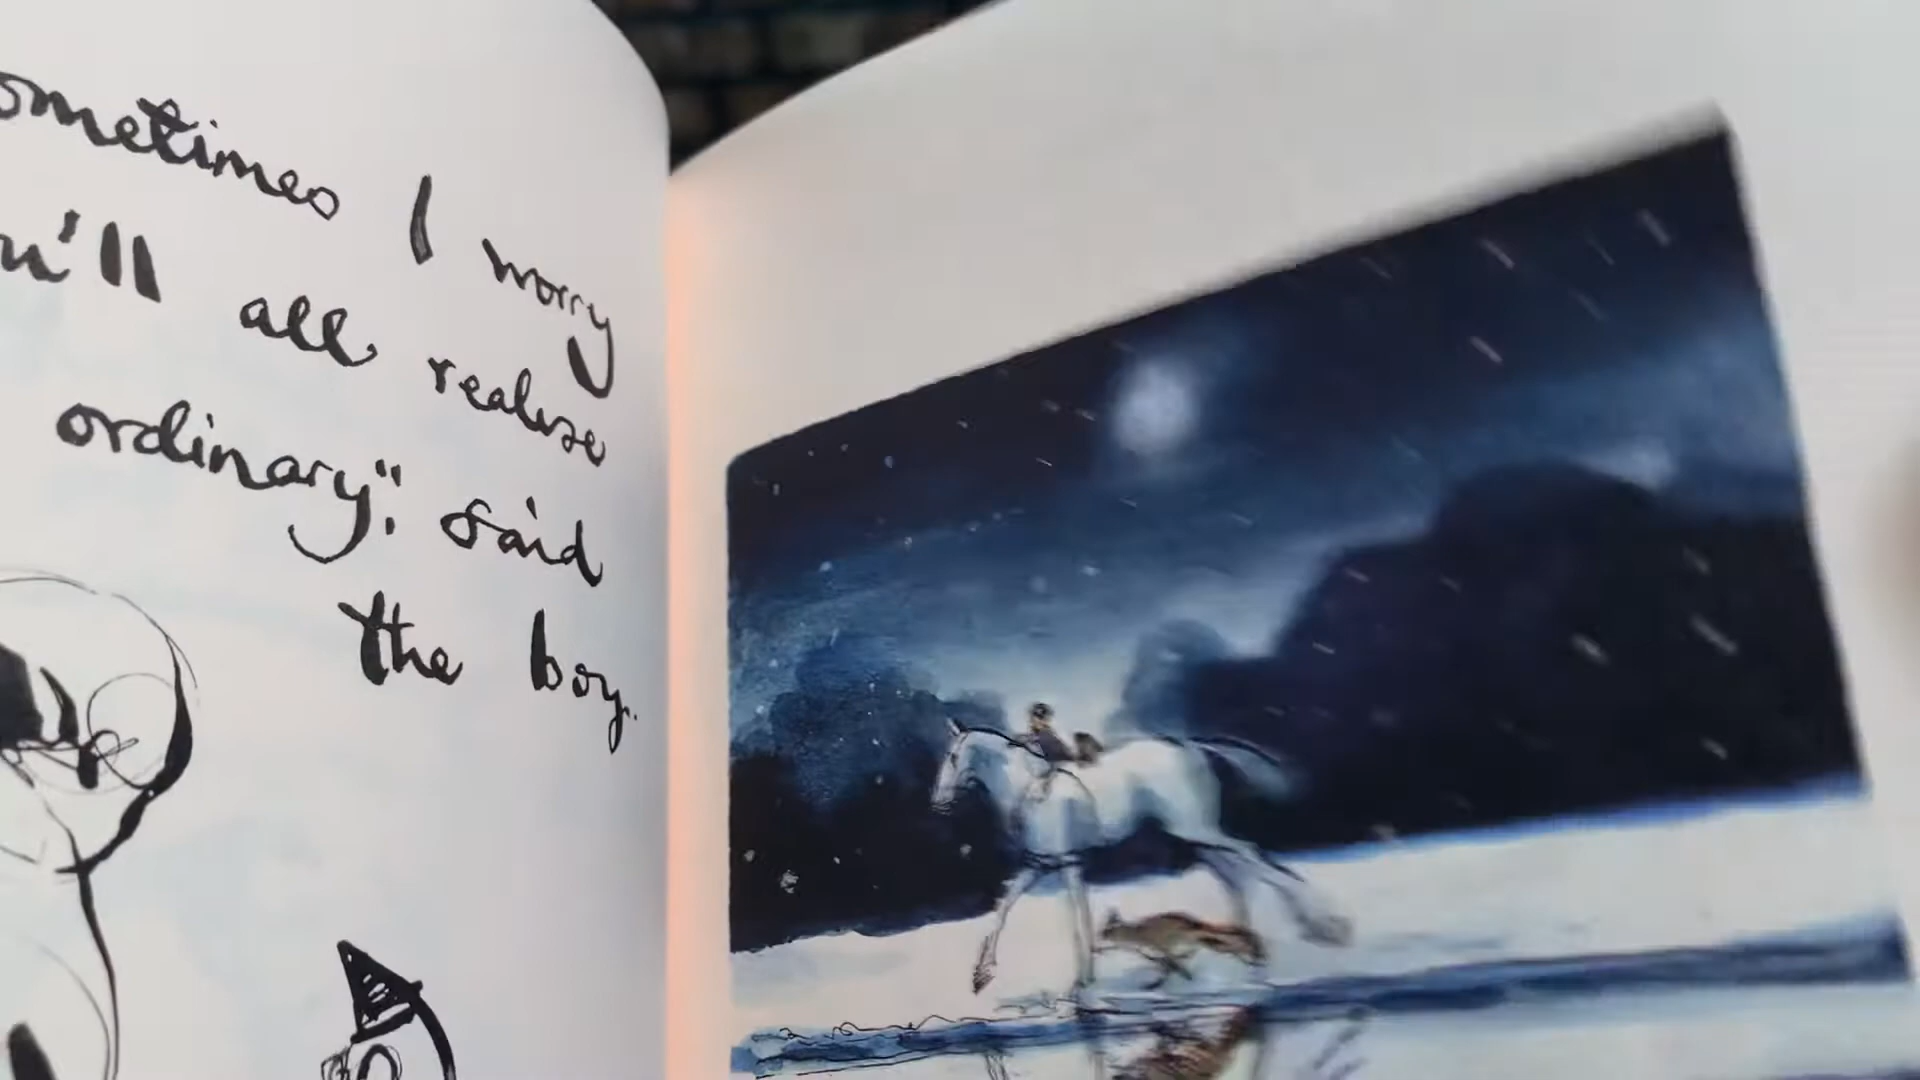 ometimes I worry
u'll all realise
ordinary". said
the boy.